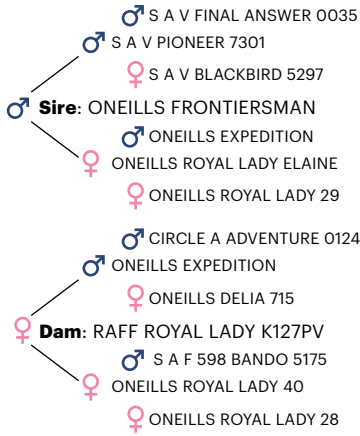 S A V FINAL ANSWER 0035
S A V PIONEER 7301
S A V BLACKBIRD 5297
Sire: ONEILLS FRONTIERSMAN
ONEILLS EXPEDITION
ONEILLS ROYAL LADY ELAINE
ONEILLS ROYAL LADY 29
CIRCLE A ADVENTURE 0124
ONEILLS EXPEDITION
ONEILLS DELIA 715
Dam: RAFF ROYAL LADY K127PV
S A F 598 BANDO 5175
ONEILLS ROYAL LADY 40
ONEILLS ROYAL LADY 28